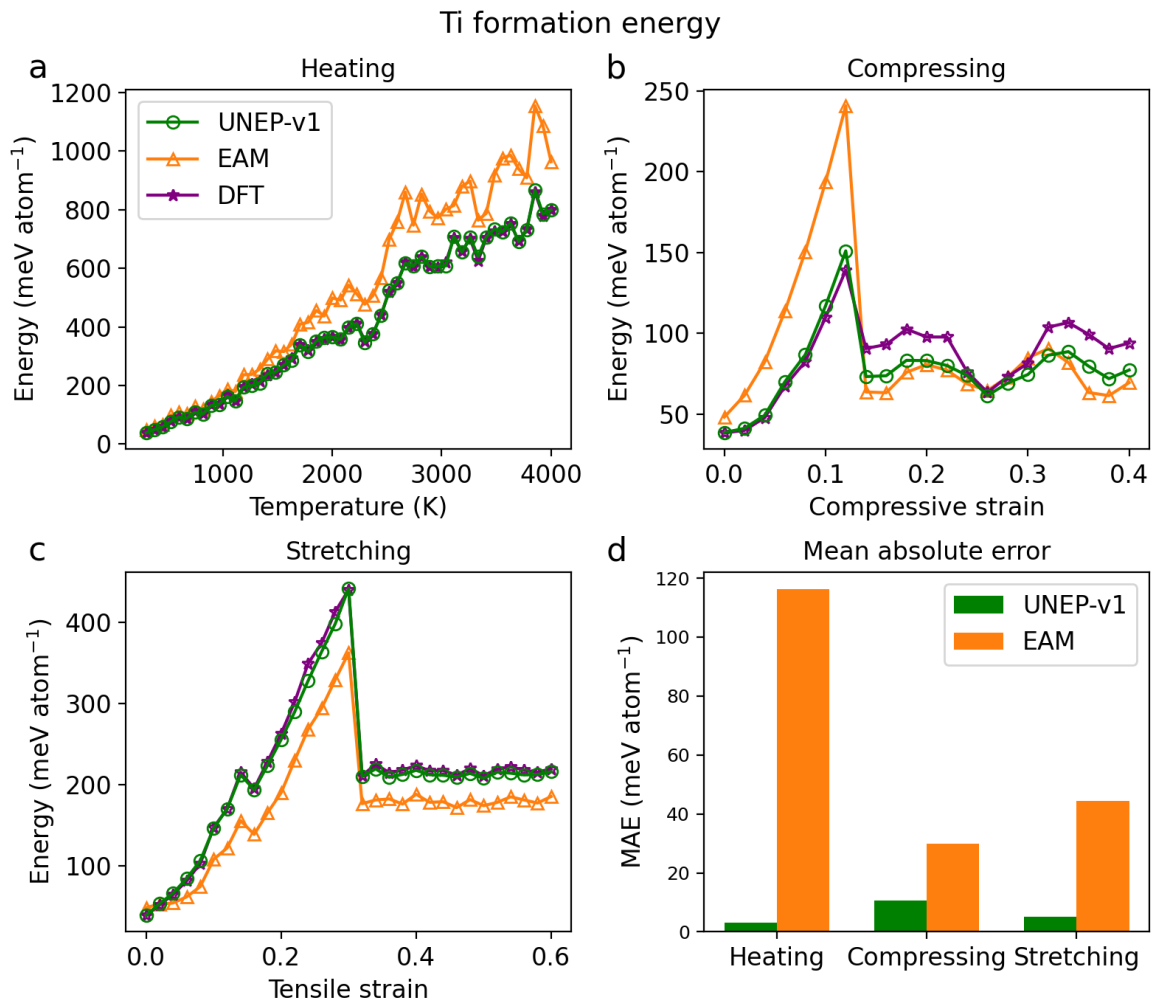 Ti formation energy
a
Heating
Energy (meV atom⁻¹)
1200
1000
800
600
400
200
0
UNEP-v1
EAM
DFT
1000 2000 3000 4000
Temperature (K)
b
Compressing
Energy (meV atom⁻¹)
250
200
150
100
50
0.0 0.1 0.2 0.3 0.4
Compressive strain
c
Stretching
Energy (meV atom⁻¹)
400
300
200
100
0.0 0.2 0.4 0.6
Tensile strain
d
Mean absolute error
MAE (meV atom⁻¹)
120
100
80
60
40
20
0
UNEP-v1
EAM
Heating Compressing Stretching